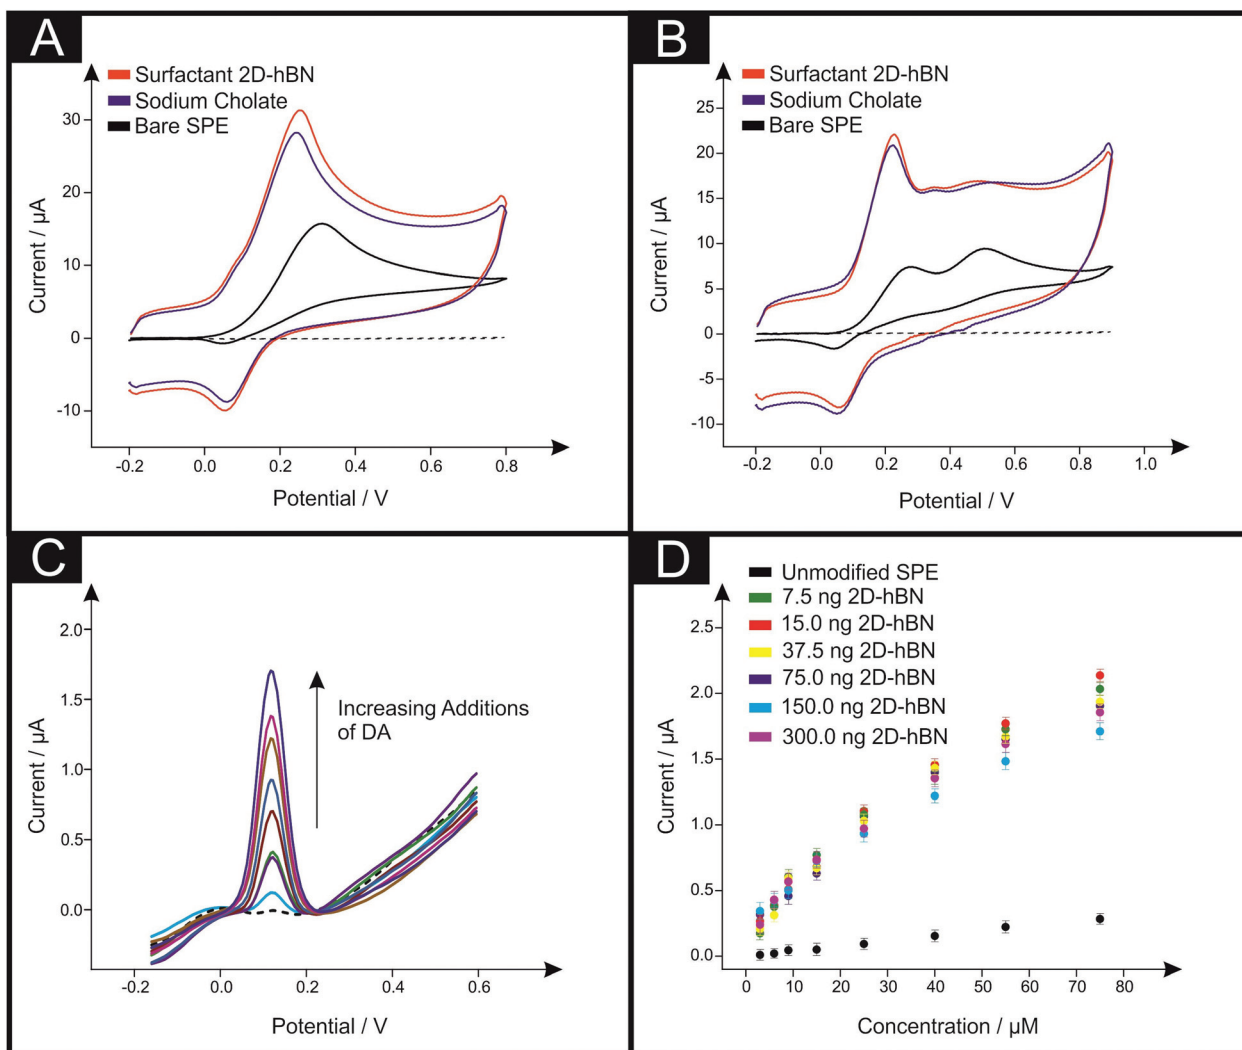 A
Surfactant 2D-hBN
Sodium Cholate
Bare SPE
30
20
10
0
-10
Current / µA
-0.2 0.0 0.2 0.4 0.6 0.8
Potential / V
B
Surfactant 2D-hBN
Sodium Cholate
Bare SPE
25
20
15
10
5
0
-5
-10
Current / µA
-0.2 0.0 0.2 0.4 0.6 0.8 1.0
Potential / V
C
2.0
1.5
1.0
0.5
0.0
Current / µA
Increasing Additions
of DA
-0.2 0.0 0.2 0.4 0.6
Potential / V
D
Unmodified SPE
7.5 ng 2D-hBN
15.0 ng 2D-hBN
37.5 ng 2D-hBN
75.0 ng 2D-hBN
150.0 ng 2D-hBN
300.0 ng 2D-hBN
2.5
2.0
1.5
1.0
0.5
0.0
Current / µA
0 10 20 30 40 50 60 70 80
Concentration / µM